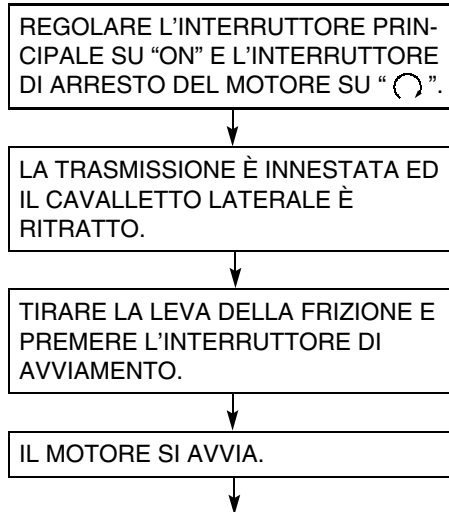 REGOLARE L'INTERRUTTORE PRIN-
CIPALE SU “ON” E L'INTERRUTTORE
DI ARRESTO DEL MOTORE SU “ ”.
LA TRASMISSIONE È INNESTATA ED
IL CAVALLETTO LATERALE È
RITRATTO.
TIRARE LA LEVA DELLA FRIZIONE E
PREMERE L'INTERRUTTORE DI
AVVIAMENTO.
IL MOTORE SI AVVIA.